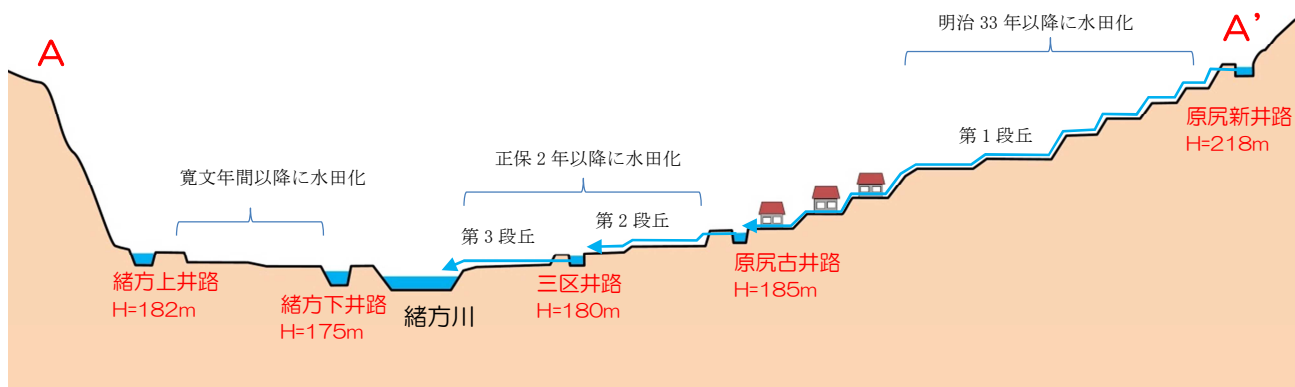 A
A'
明治 33 年以降に水田化
原尻新井路
H=218m
第 1 段丘
正保 2 年以降に水田化
寛文年間以降に水田化
第 2 段丘
第 3 段丘
原尻古井路
H=185m
三区井路
H=180m
緒方上井路
H=182m
緒方下井路
H=175m
緒方川